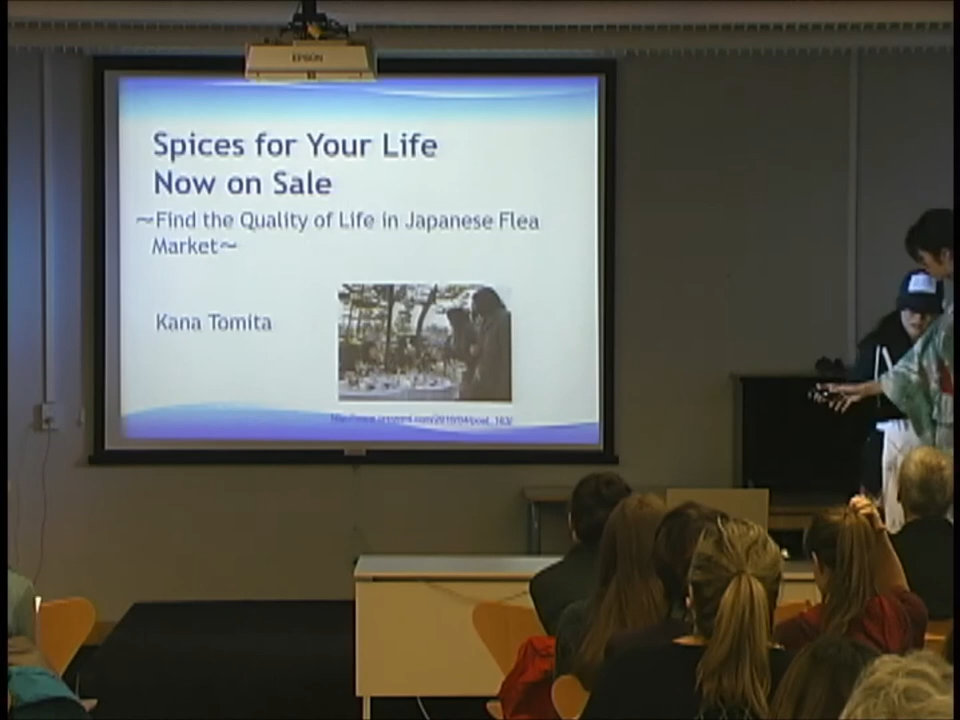 EPSON
Spices for Your Life
Now on Sale
～Find the Quality of Life in Japanese Flea
Market～
Kana Tomita